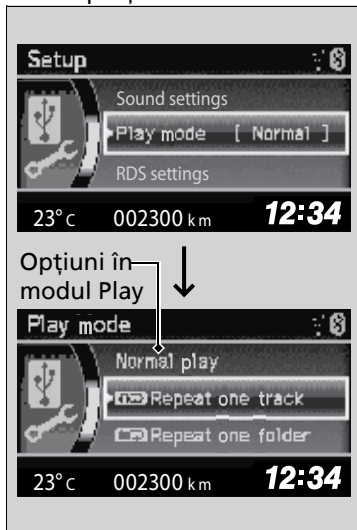 Setup
Sound settings
Play mode [ Normal ]
RDS settings
23°c 002300 km 12:34
Opțiuni în
modul Play
Play mode
Normal play
Repeat one track
Repeat one folder
23°c 002300 km 12:34